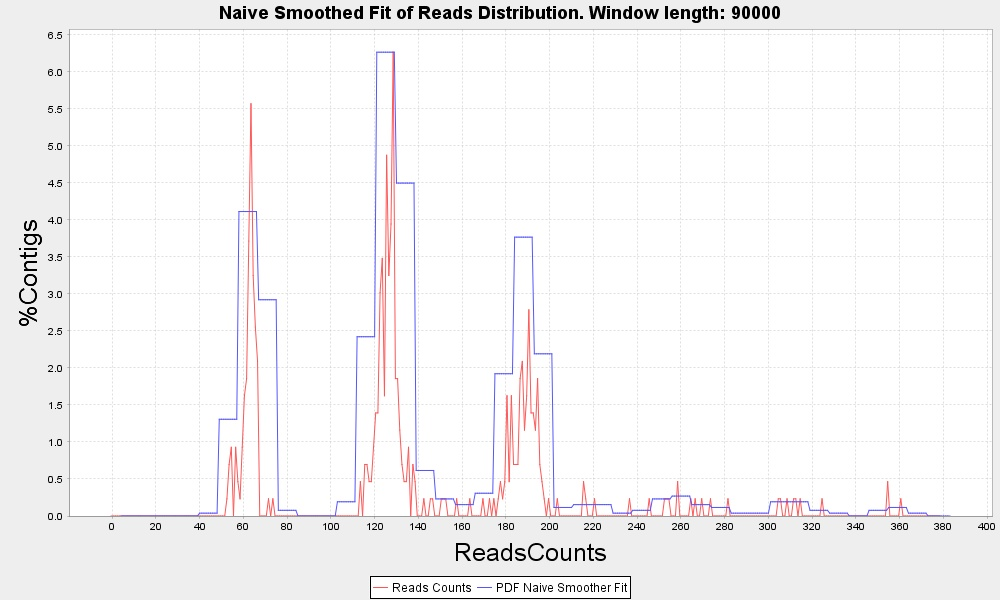 Naive Smoothed Fit of Reads Distribution. Window length: 90000
%Contigs
6.5
6.0
5.5
5.0
4.5
4.0
3.5
3.0
2.5
2.0
1.5
1.0
0.5
0.0
0 20 40 60 80 100 120 140 160 180 200 220 240 260 280 300 320 340 360 380 400
ReadsCounts
Reads Counts PDF Naive Smoother Fit